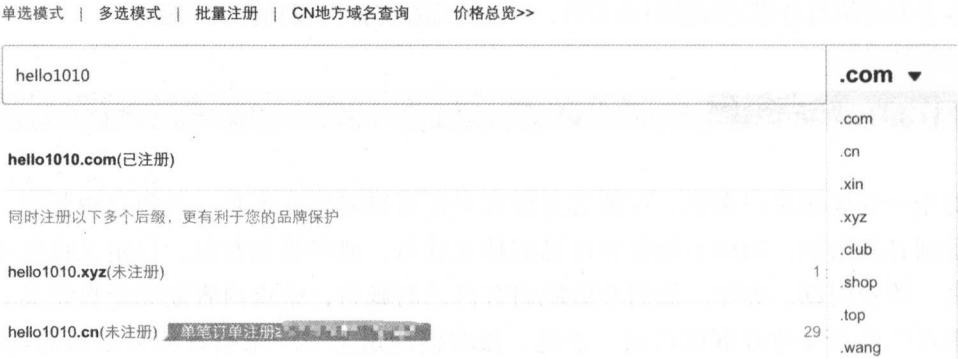 单选模式 | 多选模式 | 批量注册 | CN地方域名查询 价格总览>>
hello1010
.com ▼
.com
.cn
.xin
.xyz
.club
.shop
.top
.wang
hello1010.com(已注册)
同时注册以下多个后缀，更有利于您的品牌保护
hello1010.xyz(未注册) 1
hello1010.cn(未注册) 单笔订单注册≥ 29